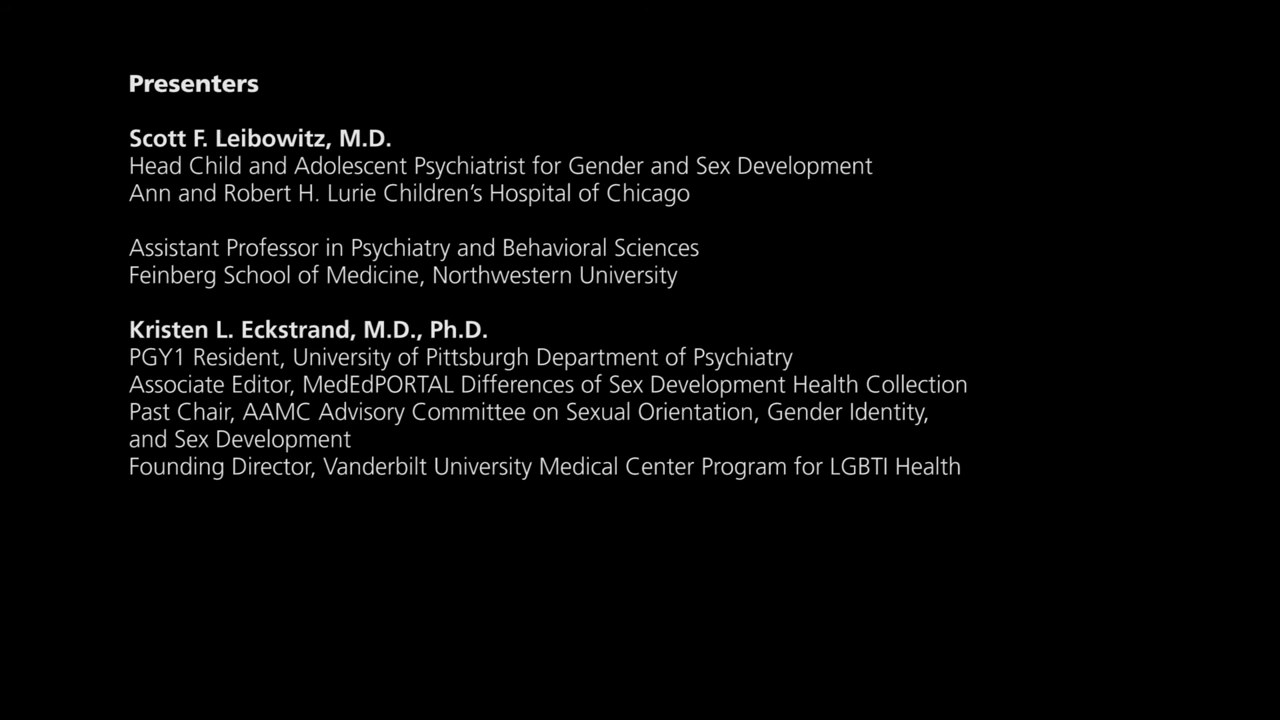 Presenters
Scott F. Leibowitz, M.D.
Head Child and Adolescent Psychiatrist for Gender and Sex Development
Ann and Robert H. Lurie Children's Hospital of Chicago
Assistant Professor in Psychiatry and Behavioral Sciences
Feinberg School of Medicine, Northwestern University
Kristen L. Eckstrand, M.D., Ph.D.
PGY1 Resident, University of Pittsburgh Department of Psychiatry
Associate Editor, MedEdPORTAL Differences of Sex Development Health Collection
Past Chair, AAMC Advisory Committee on Sexual Orientation, Gender Identity,
and Sex Development
Founding Director, Vanderbilt University Medical Center Program for LGBTI Health